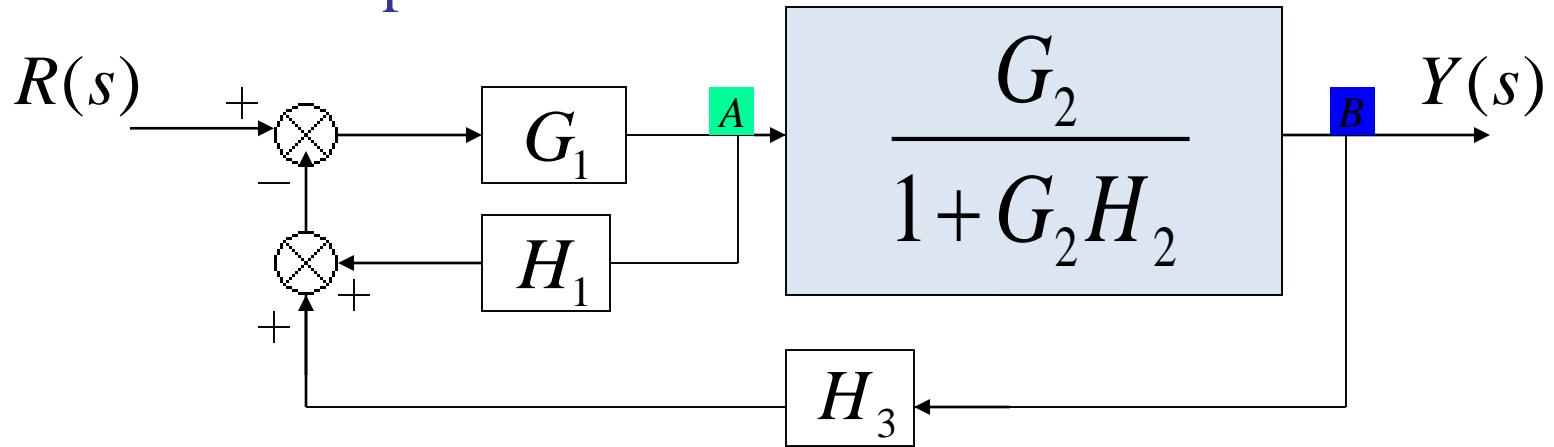 R(s)
+
−
G₁
A
G₂
1+G₂H₂
B
Y(s)
H₁
+
+
H₃